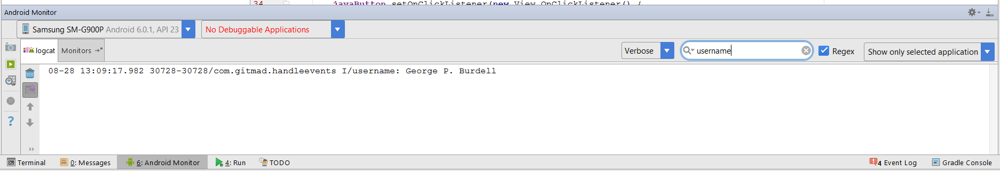 34 javaButton.setOnClickListener(new View.OnClickListener() {
Android Monitor
Samsung SM-G900P Android 6.0.1, API 23 No Debuggable Applications
logcat Monitors Verbose username Regex Show only selected application
08-28 13:09:17.982 30728-30728/com.gitmad.handleevents I/username: George P. Burdell
?
Terminal 0: Messages 6: Android Monitor 4: Run TODO 4 Event Log Gradle Console